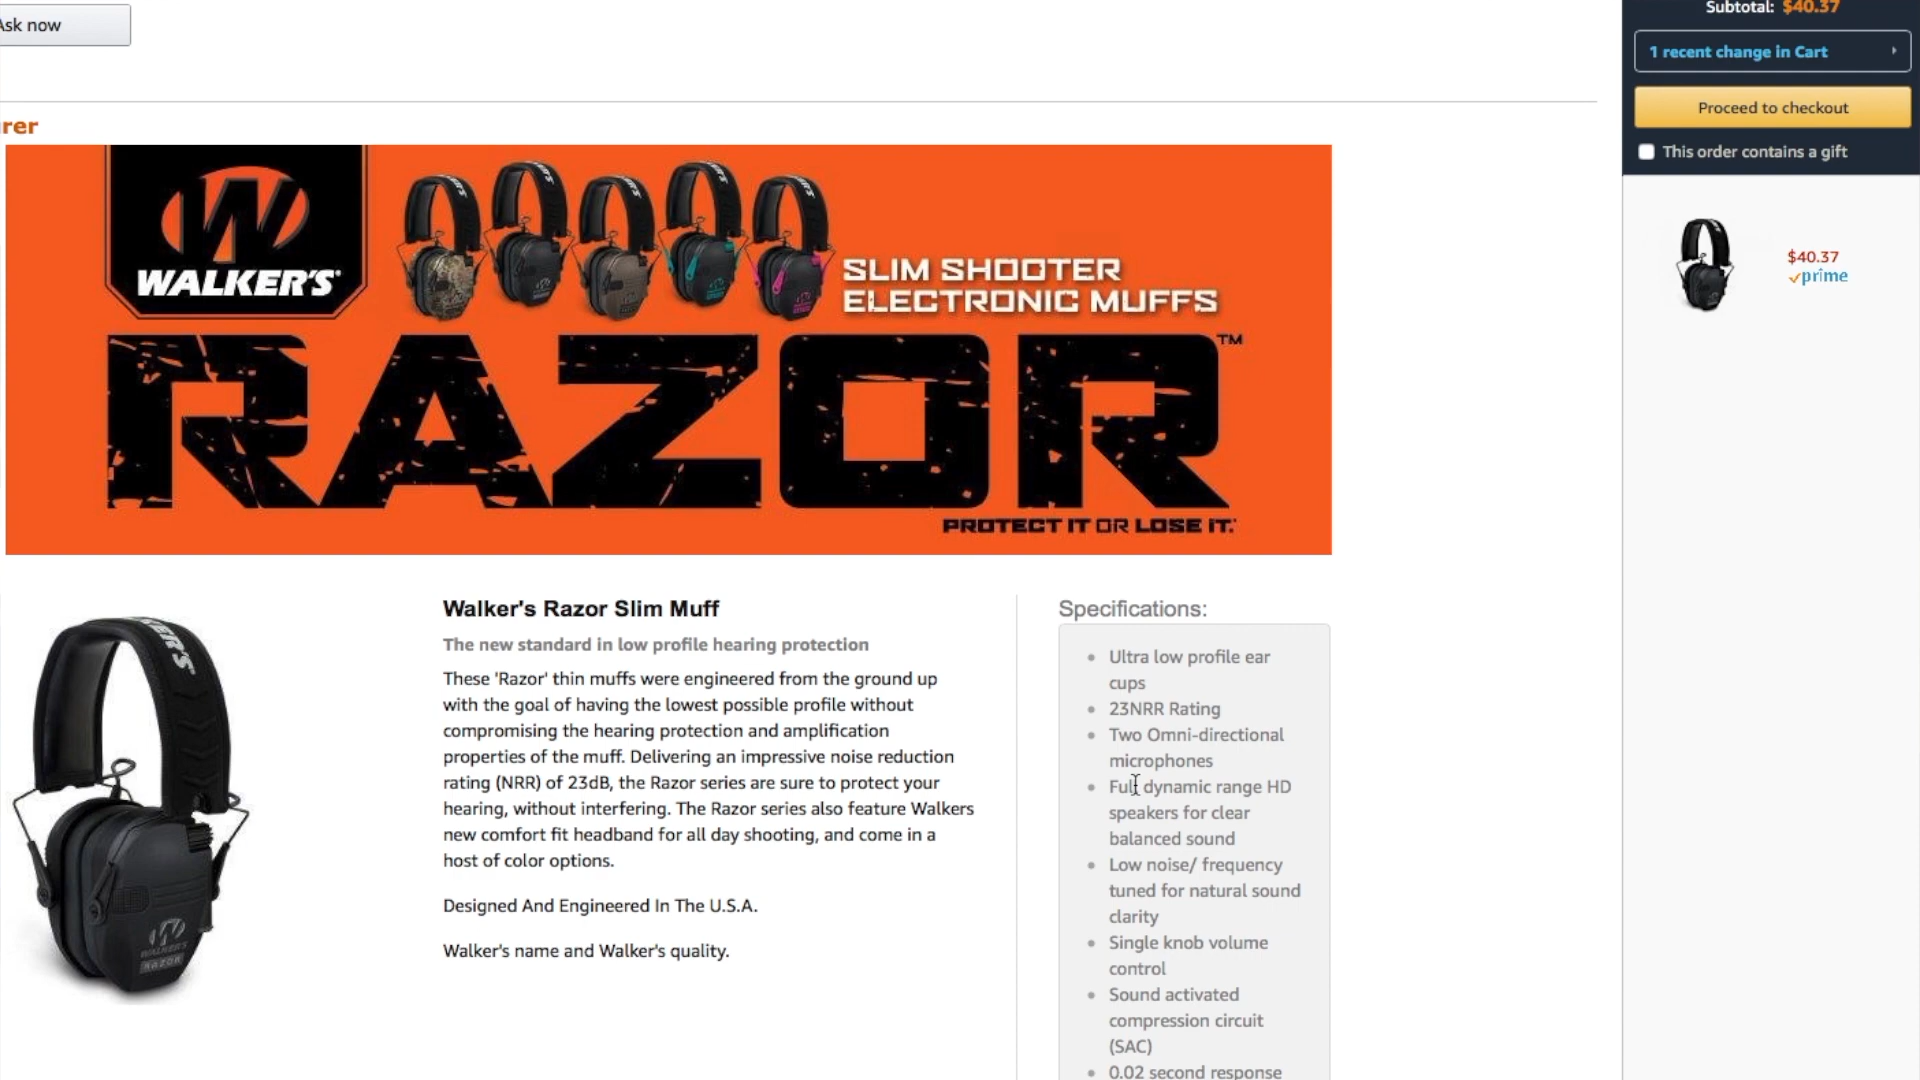 Ask now
Subtotal: $40.37
1 recent change in Cart
Proceed to checkout
This order contains a gift
$40.37
prime
rer
WALKER'S
SLIM SHOOTER
ELECTRONIC MUFFS
RAZOR™
PROTECT IT OR LOSE IT.
Walker's Razor Slim Muff
The new standard in low profile hearing protection
These 'Razor' thin muffs were engineered from the ground up
with the goal of having the lowest possible profile without
compromising the hearing protection and amplification
properties of the muff. Delivering an impressive noise reduction
rating (NRR) of 23dB, the Razor series are sure to protect your
hearing, without interfering. The Razor series also feature Walkers
new comfort fit headband for all day shooting, and come in a
host of color options.
Designed And Engineered In The U.S.A.
Walker's name and Walker's quality.
Specifications:
Ultra low profile ear
cups
23NRR Rating
Two Omni-directional
microphones
Full dynamic range HD
speakers for clear
balanced sound
Low noise/ frequency
tuned for natural sound
clarity
Single knob volume
control
Sound activated
compression circuit
(SAC)
0.02 second response
WALKER'S
RAZOR